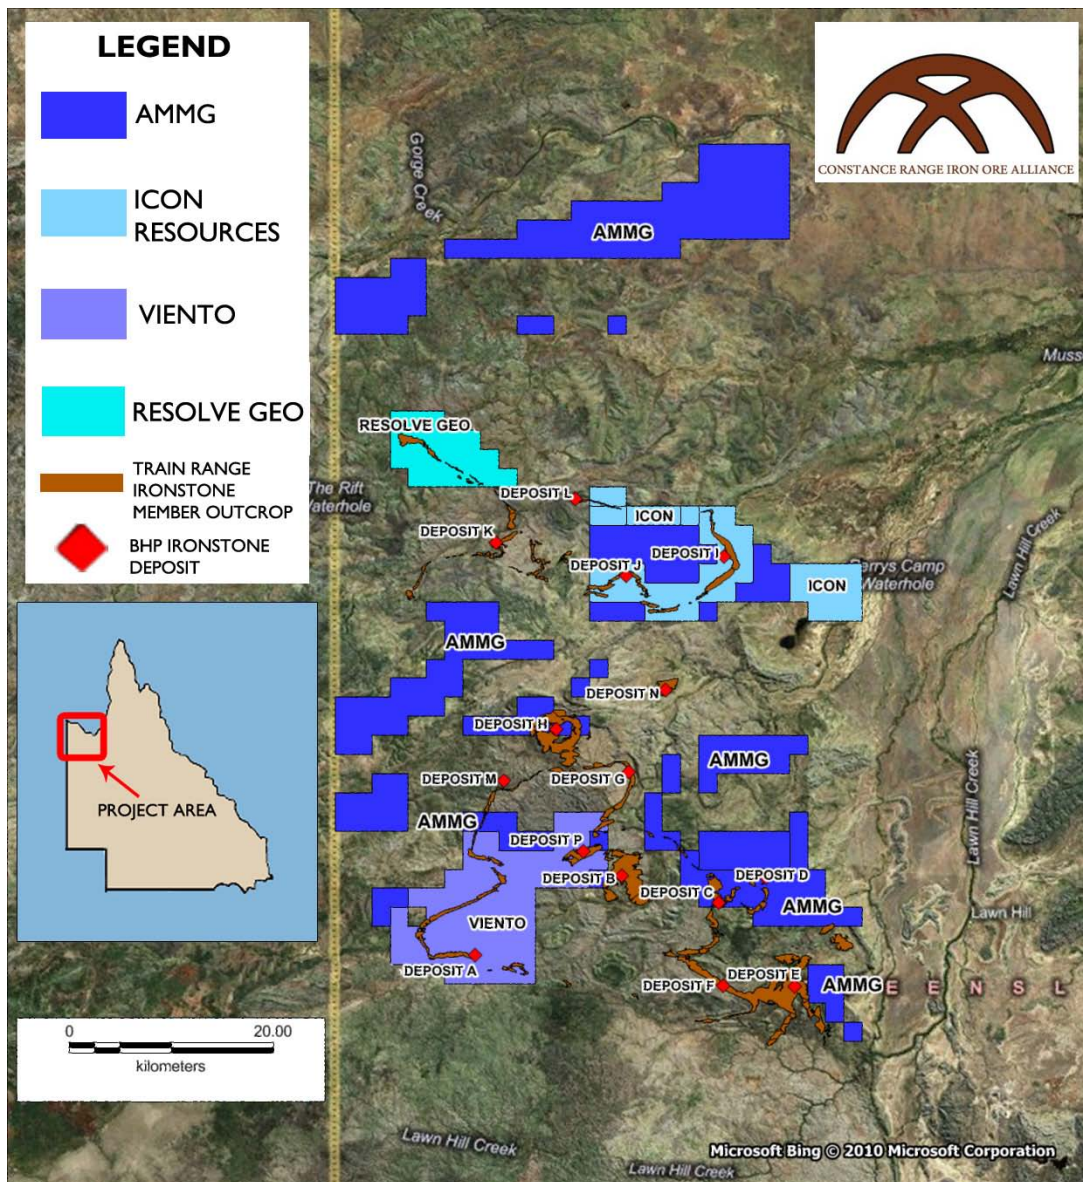 LEGEND
AMMG
ICON
RESOURCES
VIENTO
RESOLVE GEO
TRAIN RANGE
IRONSTONE
MEMBER OUTCROP
BHP IRONSTONE
DEPOSIT
CONSTANCE RANGE IRON ORE ALLIANCE
Gorge Creek
AMMG
RESOLVE GEO
The Rift
DEPOSIT L
DEPOSIT K
ICON
DEPOSIT I
DEPOSIT J
ICON
Camp
Waterhole
Lawn Hill Creek
AMMG
DEPOSIT N
DEPOSIT H
AMMG
DEPOSIT M
DEPOSIT G
AMMG
DEPOSIT P
DEPOSIT B
DEPOSIT C
DEPOSIT D
AMMG
VIENTO
DEPOSIT A
DEPOSIT F
DEPOSIT E
AMMG
Lawn Hill Creek
Lawn Hill
E E N S L
PROJECT AREA
0 20.00
kilometers
Lawn Hill Creek
Lawn Hill Creek
Microsoft Bing © 2010 Microsoft Corporation